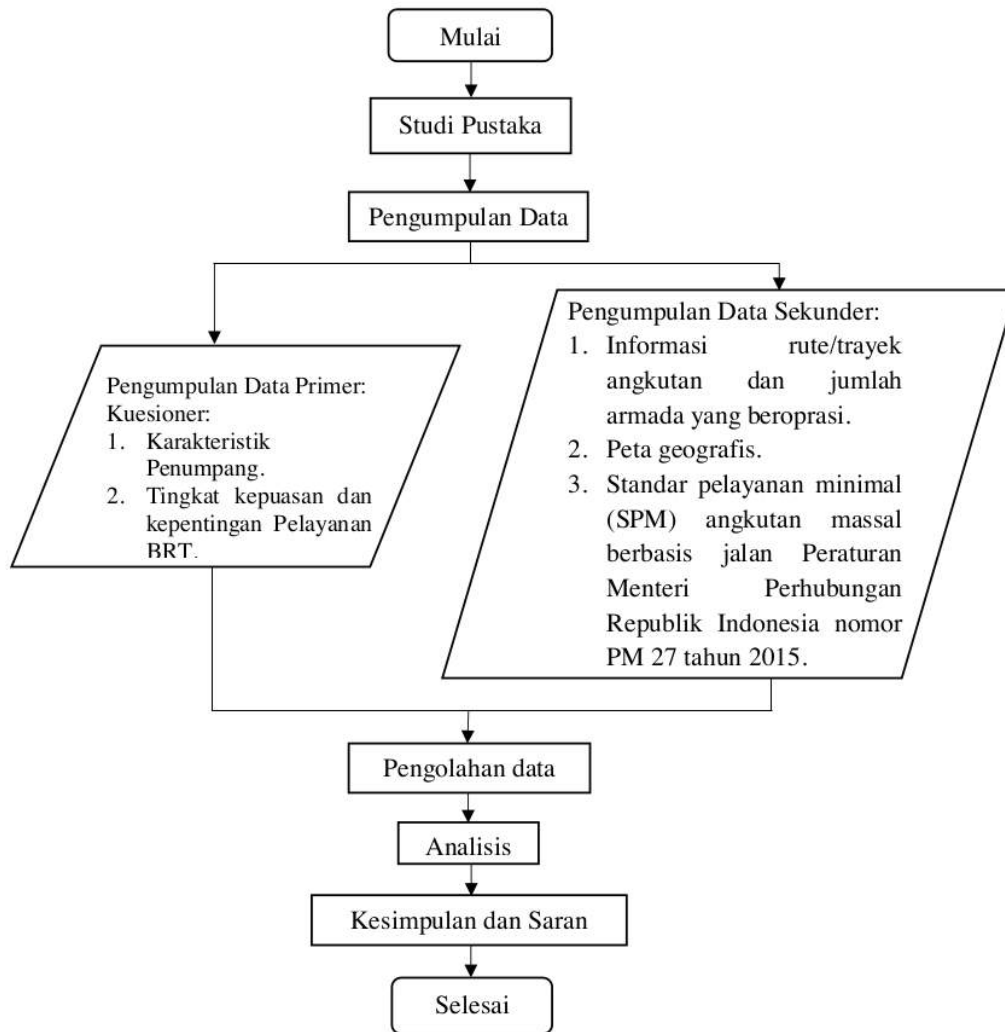 Mulai
Studi Pustaka
Pengumpulan Data
Pengumpulan Data Primer:
Kuesioner:
1. Karakteristik
Penumpang.
2. Tingkat kepuasan dan
kepentingan Pelayanan
BRT.
Pengumpulan Data Sekunder:
1. Informasi rute/trayek
angkutan dan jumlah
armada yang beroprasi.
2. Peta geografis.
3. Standar pelayanan minimal
(SPM) angkutan massal
berbasis jalan Peraturan
Menteri Perhubungan
Republik Indonesia nomor
PM 27 tahun 2015.
Pengolahan data
Analisis
Kesimpulan dan Saran
Selesai